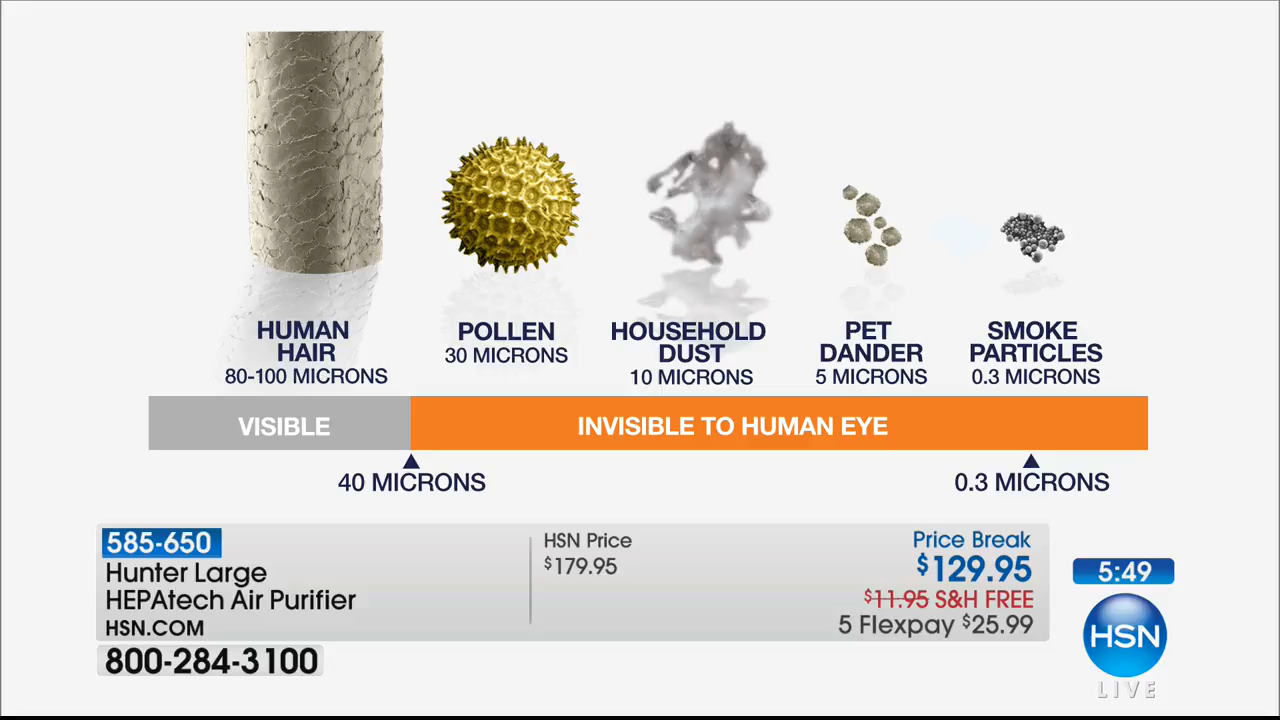 HUMAN
HAIR
80-100 MICRONS
POLLEN
30 MICRONS
HOUSEHOLD
DUST
10 MICRONS
PET
DANDER
5 MICRONS
SMOKE
PARTICLES
0.3 MICRONS
VISIBLE
INVISIBLE TO HUMAN EYE
40 MICRONS
0.3 MICRONS
585-650
Hunter Large
HEPAtech Air Purifier
HSN.COM
800-284-3100
HSN Price
$179.95
Price Break
$129.95
$11.95 S&H FREE
5 Flexpay $25.99
5:49
HSN
LIVE